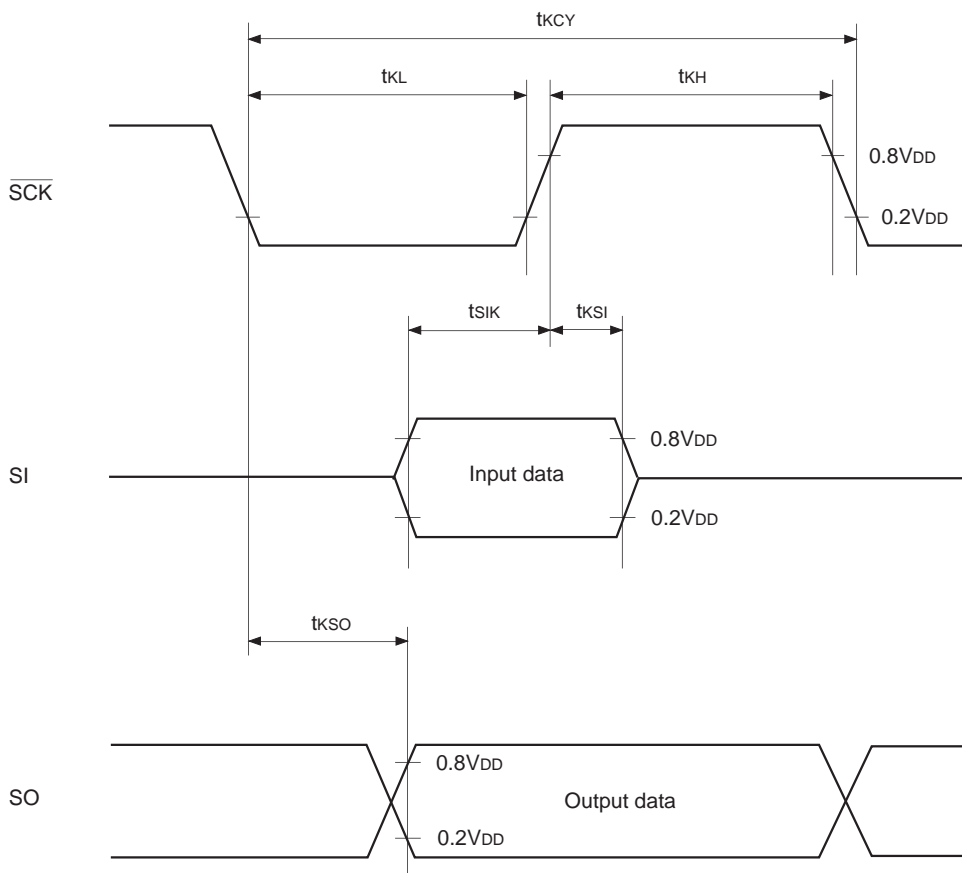 tKCY
tKL
tKH
0.8VDD
SCK
0.2VDD
tSIK
tKSI
0.8VDD
SI
Input data
0.2VDD
tKSO
0.8VDD
SO
Output data
0.2VDD